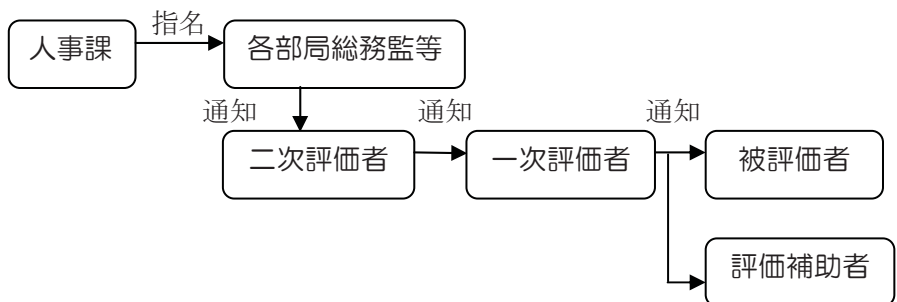 指名
人事課
各部局総務監等
通知
通知
通知
二次評価者
一次評価者
被評価者
評価補助者